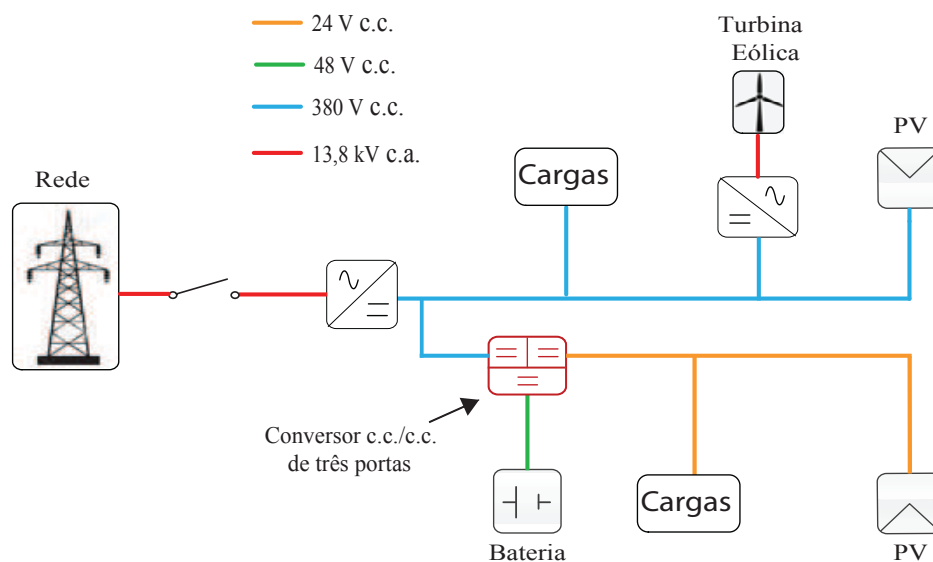 24 V c.c.
48 V c.c.
380 V c.c.
13,8 kV c.a.
Turbina
Eólica
PV
Rede
Cargas
Conversor c.c./c.c.
de três portas
Bateria
Cargas
PV